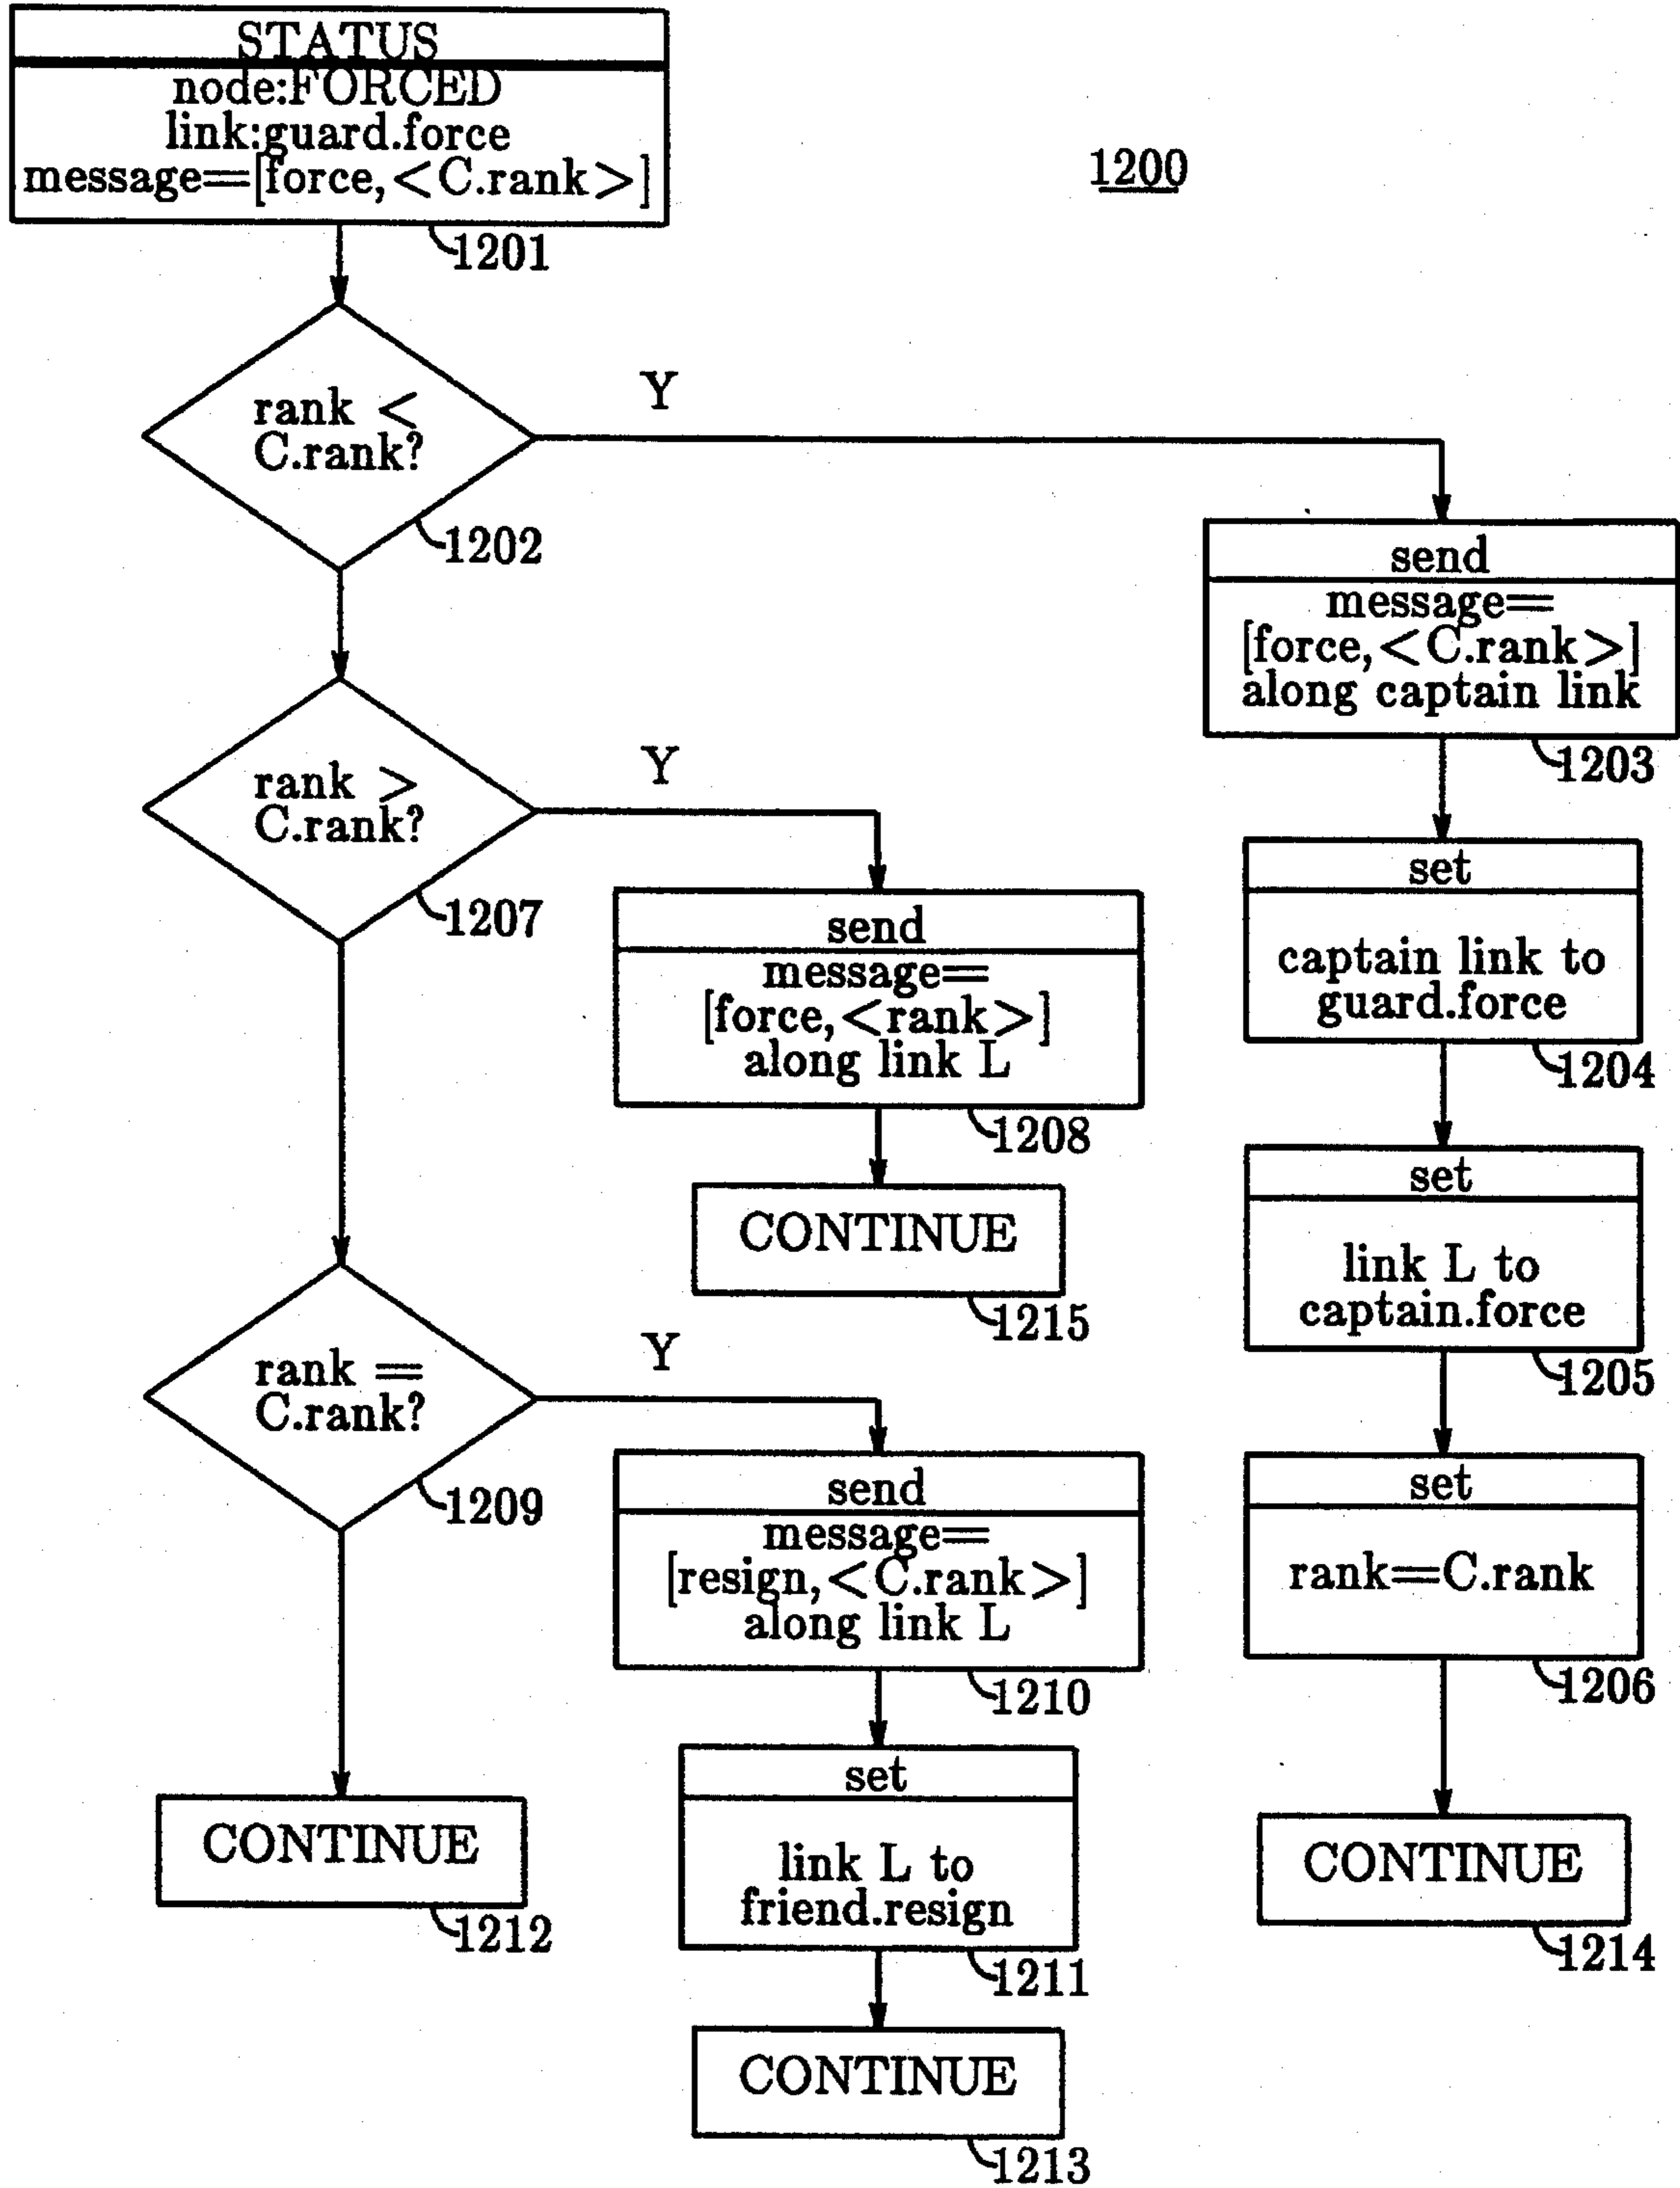 STATUS
node:FORCED
link:guard.force
message=[force,<C.rank>]
1201
1200
rank <
C.rank?
Y
1202
send
message=
[force,<C.rank>]
along captain link
1203
rank >
C.rank?
Y
1207
set
captain link to
guard.force
1204
send
message=
[force,<rank>]
along link L
1208
set
link L to
captain.force
1205
CONTINUE
1215
rank =
C.rank?
Y
1209
send
message=
[resign,<C.rank>]
along link L
1210
set
rank=C.rank
1206
CONTINUE
1212
set
link L to
friend.resign
1211
CONTINUE
1214
CONTINUE
1213